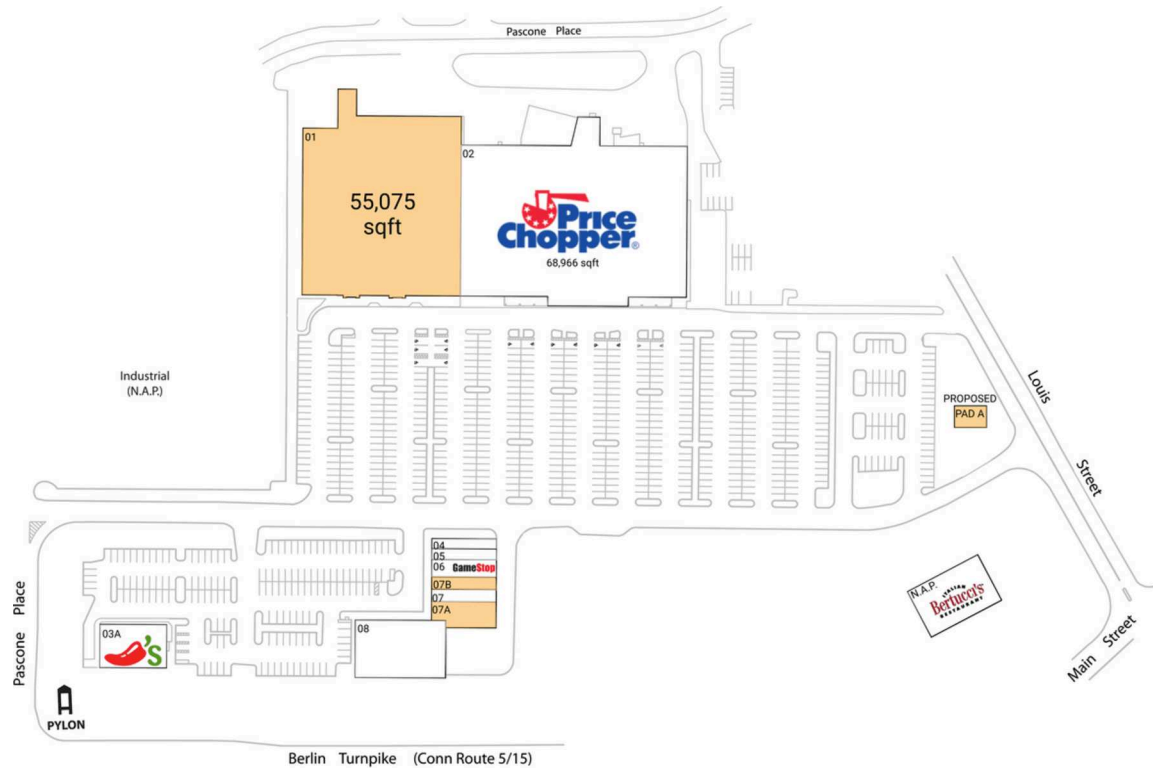 Pascone Place
01
02
55,075
sqft
Price
Chopper®
68,966 sqft
Industrial
(N.A.P.)
Louis Street
PROPOSED
PAD A
04
05
06 GameStop
07B
07
07A
08
03A
's
N.A.P.
ITALIAN
Bertucci's
RESTAURANT
Main Street
Pascone Place
PYLON
Berlin Turnpike (Conn Route 5/15)